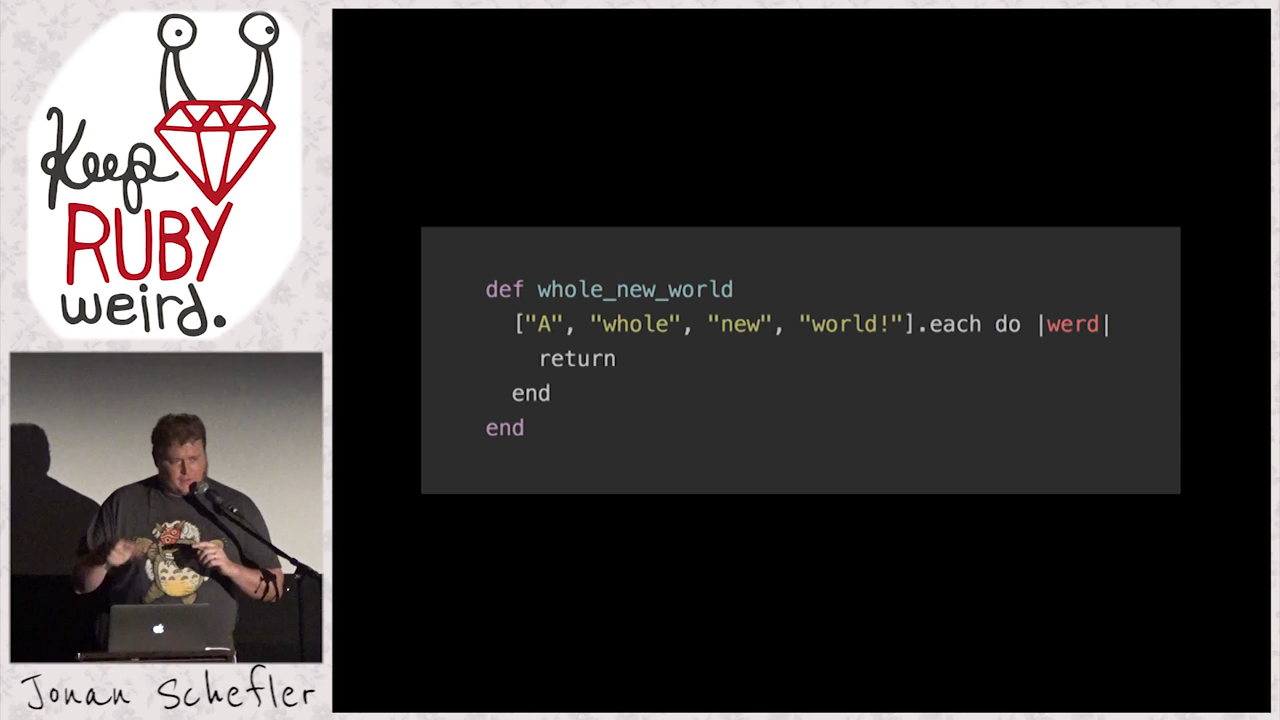 Keep
RUBY
weird.
def whole_new_world
["A", "whole", "new", "world!"].each do |werd|
return
end
end
Jonan Schefler